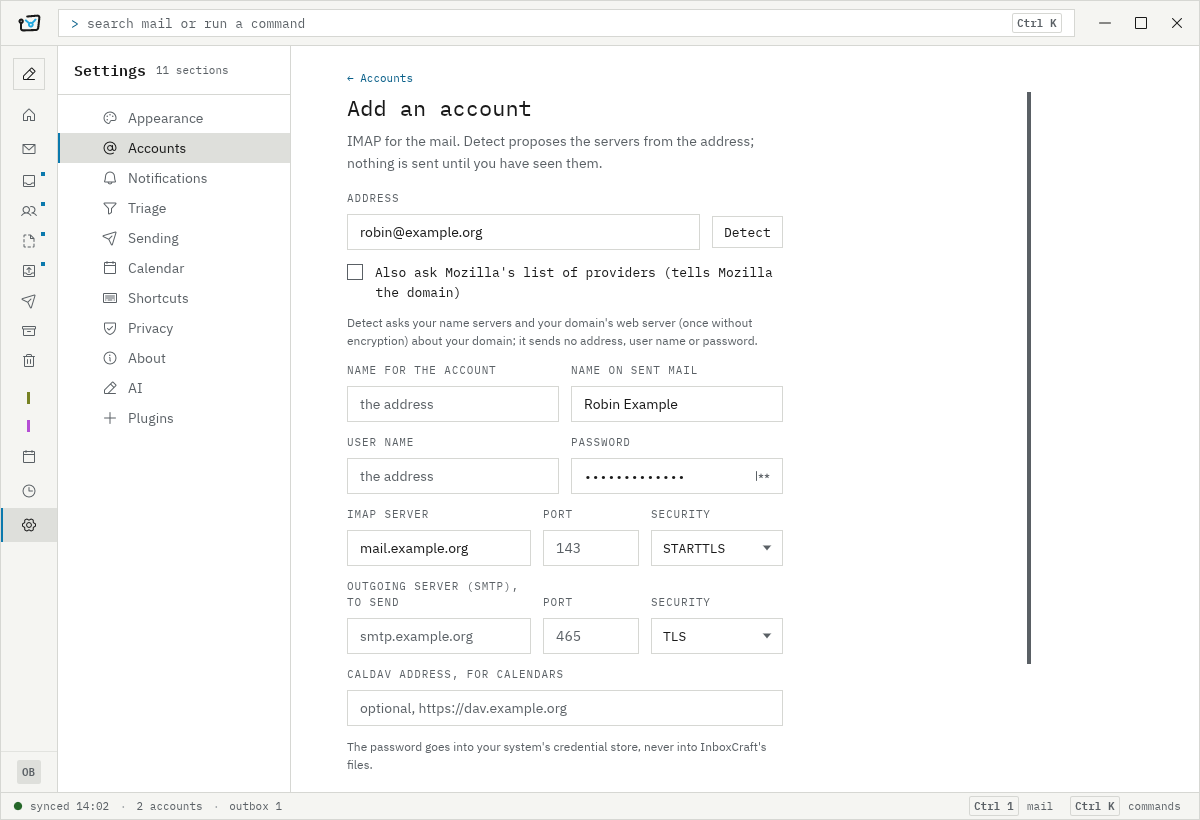 > search mail or run a command Ctrl K
Settings 11 sections
Appearance
Accounts
Notifications
Triage
Sending
Calendar
Shortcuts
Privacy
About
AI
Plugins
← Accounts
Add an account
IMAP for the mail. Detect proposes the servers from the address;
nothing is sent until you have seen them.
ADDRESS
robin@example.org Detect
Also ask Mozilla's list of providers (tells Mozilla
the domain)
Detect asks your name servers and your domain's web server (once without
encryption) about your domain; it sends no address, user name or password.
NAME FOR THE ACCOUNT NAME ON SENT MAIL
the address Robin Example
USER NAME PASSWORD
the address •••••••••••••
IMAP SERVER PORT SECURITY
mail.example.org 143 STARTTLS
OUTGOING SERVER (SMTP),
TO SEND PORT SECURITY
smtp.example.org 465 TLS
CALDAV ADDRESS, FOR CALENDARS
optional, https://dav.example.org
The password goes into your system's credential store, never into InboxCraft's
files.
OB
synced 14:02 · 2 accounts · outbox 1 Ctrl 1 mail Ctrl K commands